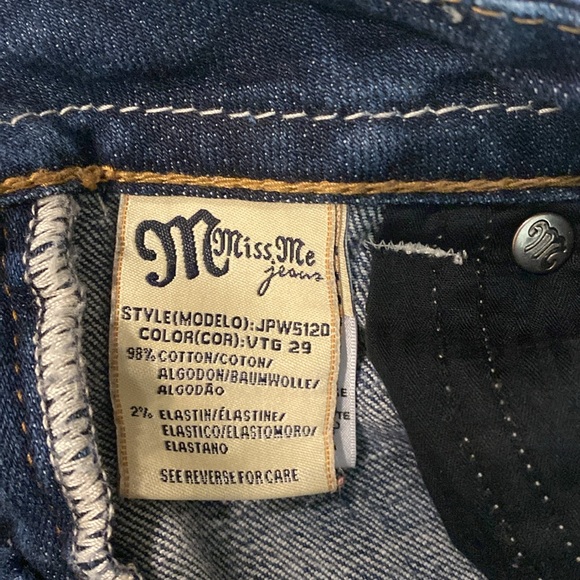 M Miss Me
jeans
STYLE(MODELO):JPW512D
COLOR(COR):VTG 29
98% COTTON/COTON/
ALGODON/BAUMWOLLE/
ALGODÃO
2% ELASTIN/ÉLASTINE/
ELASTICO/ELASTOMORO/
ELASTANO
SEE REVERSE FOR CARE
M